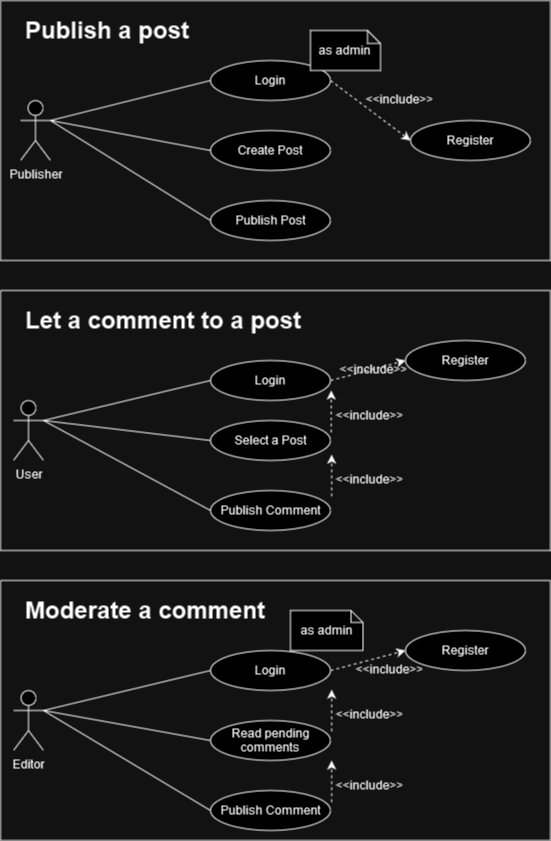 Publish a post
as admin
Login
<<include>>
Register
Create Post
Publisher
Publish Post
Let a comment to a post
Register
<<include>>
Login
<<include>>
Select a Post
User
<<include>>
Publish Comment
Moderate a comment
as admin
Register
Login
<<include>>
<<include>>
Read pending
comments
Editor
<<include>>
Publish Comment